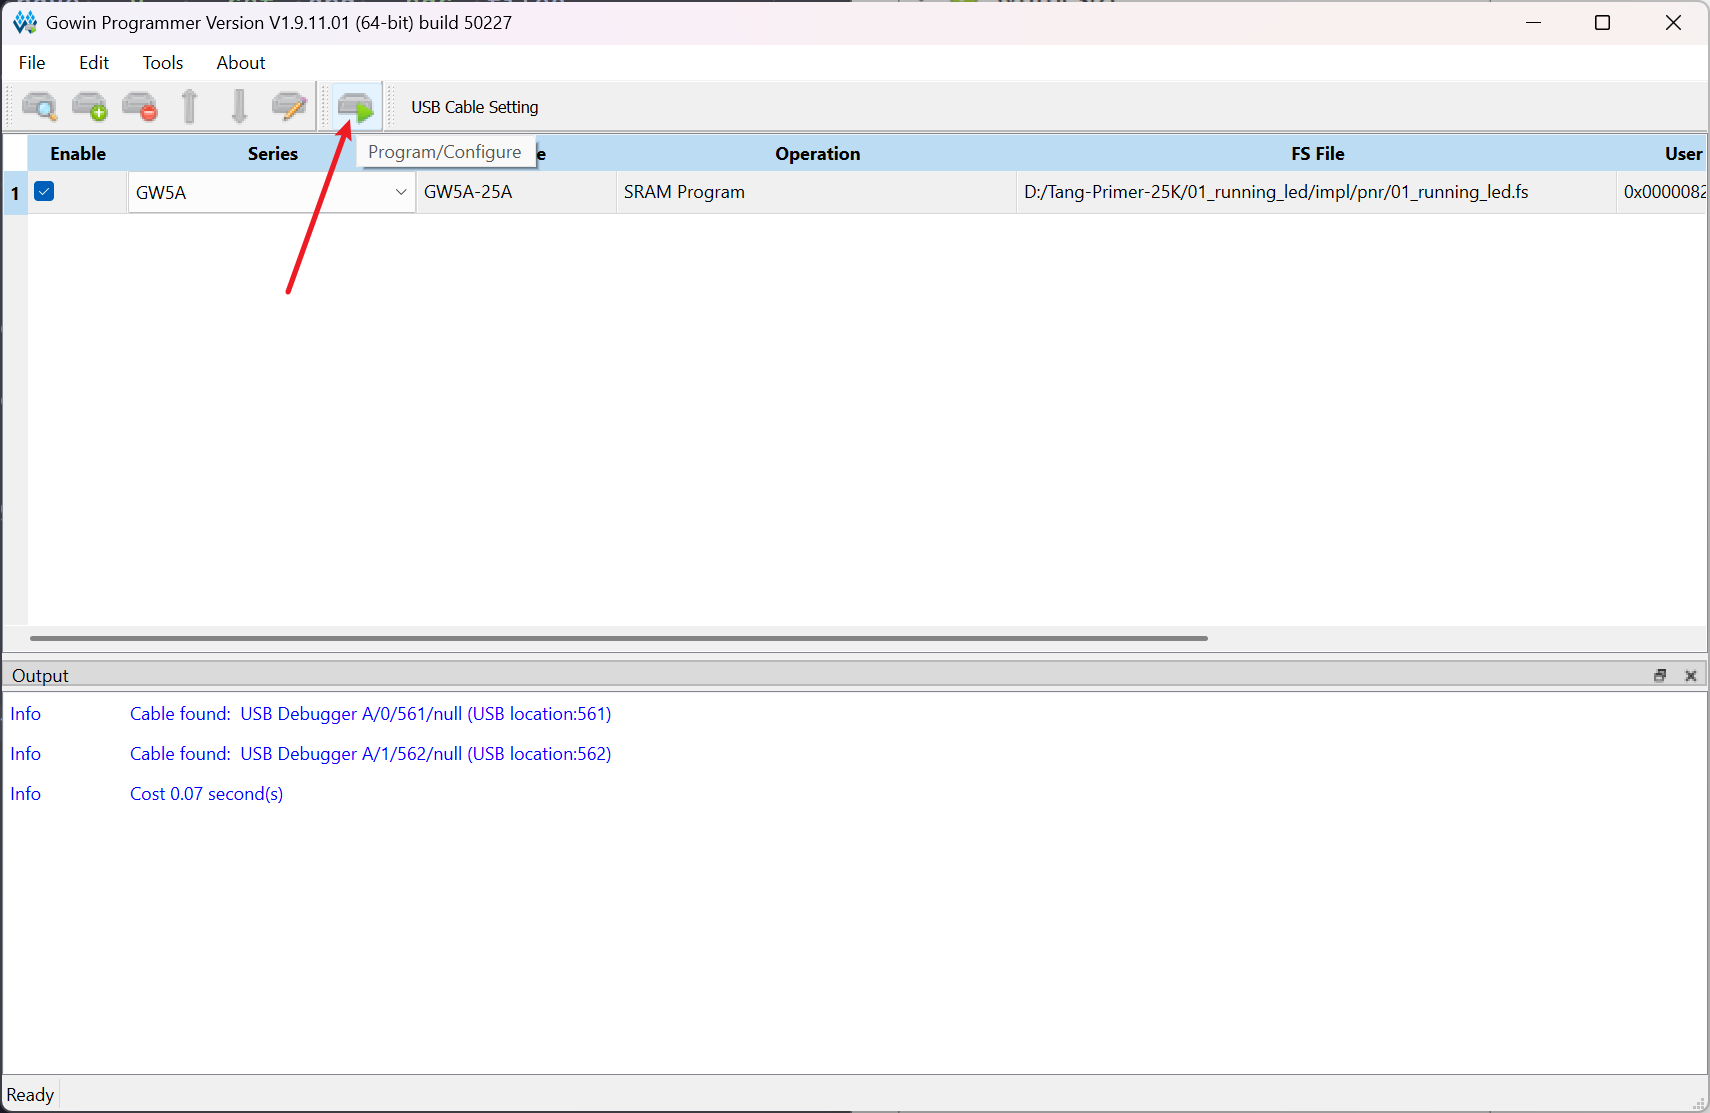 Gowin Programmer Version V1.9.11.01 (64-bit) build 50227
File Edit Tools About
USB Cable Setting
Program/Configure
Enable Series e Operation FS File User
1 GW5A GW5A-25A SRAM Program D:/Tang-Primer-25K/01_running_led/impl/pnr/01_running_led.fs 0x0000082
Output
Info Cable found: USB Debugger A/0/561/null (USB location:561)
Info Cable found: USB Debugger A/1/562/null (USB location:562)
Info Cost 0.07 second(s)
Ready